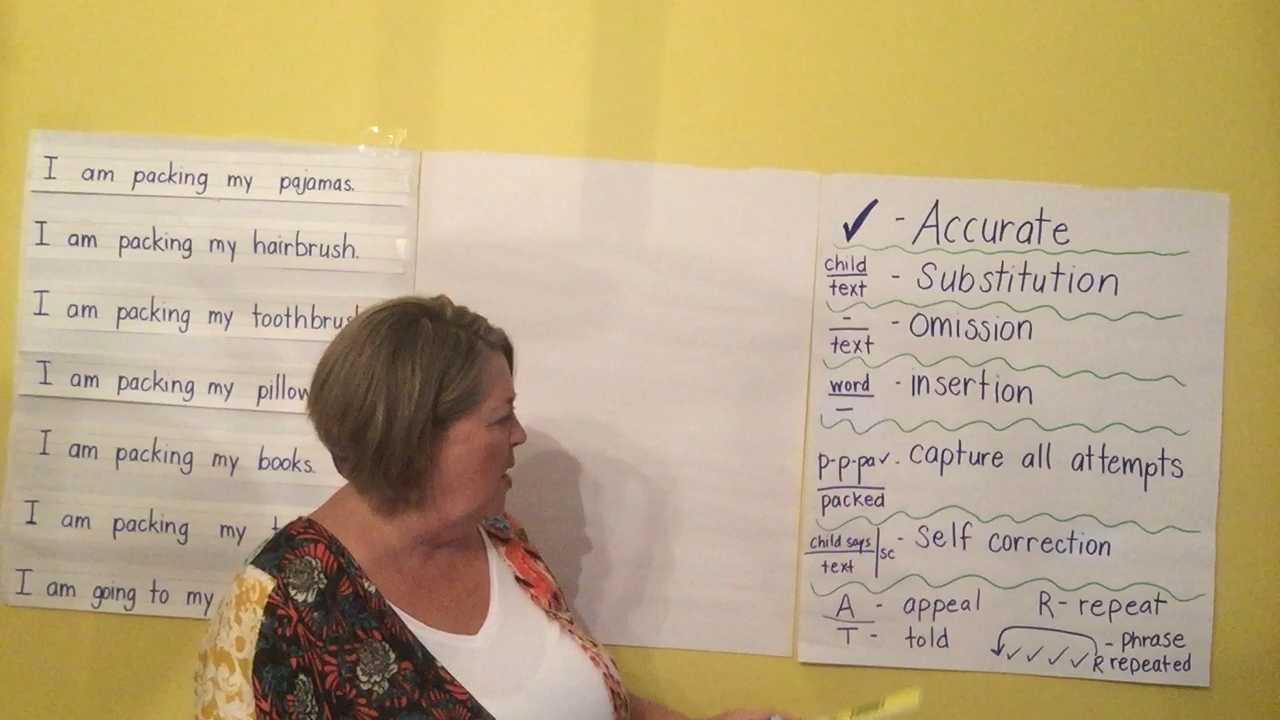 I am packing my pajamas.
I am packing my hairbrush.
I am packing my
I am packing my
I am packing my books.
I am packing my
I am going to my
✓ - Accurate
child
text - Substitution
-
text - Omission
word
- - insertion
p-p-pa✓. capture all attempts
packed
child says
text |sc - Self correction
A - appeal R- repeat
T - told
✓ ✓ ✓ ✓ R - phrase
repeated